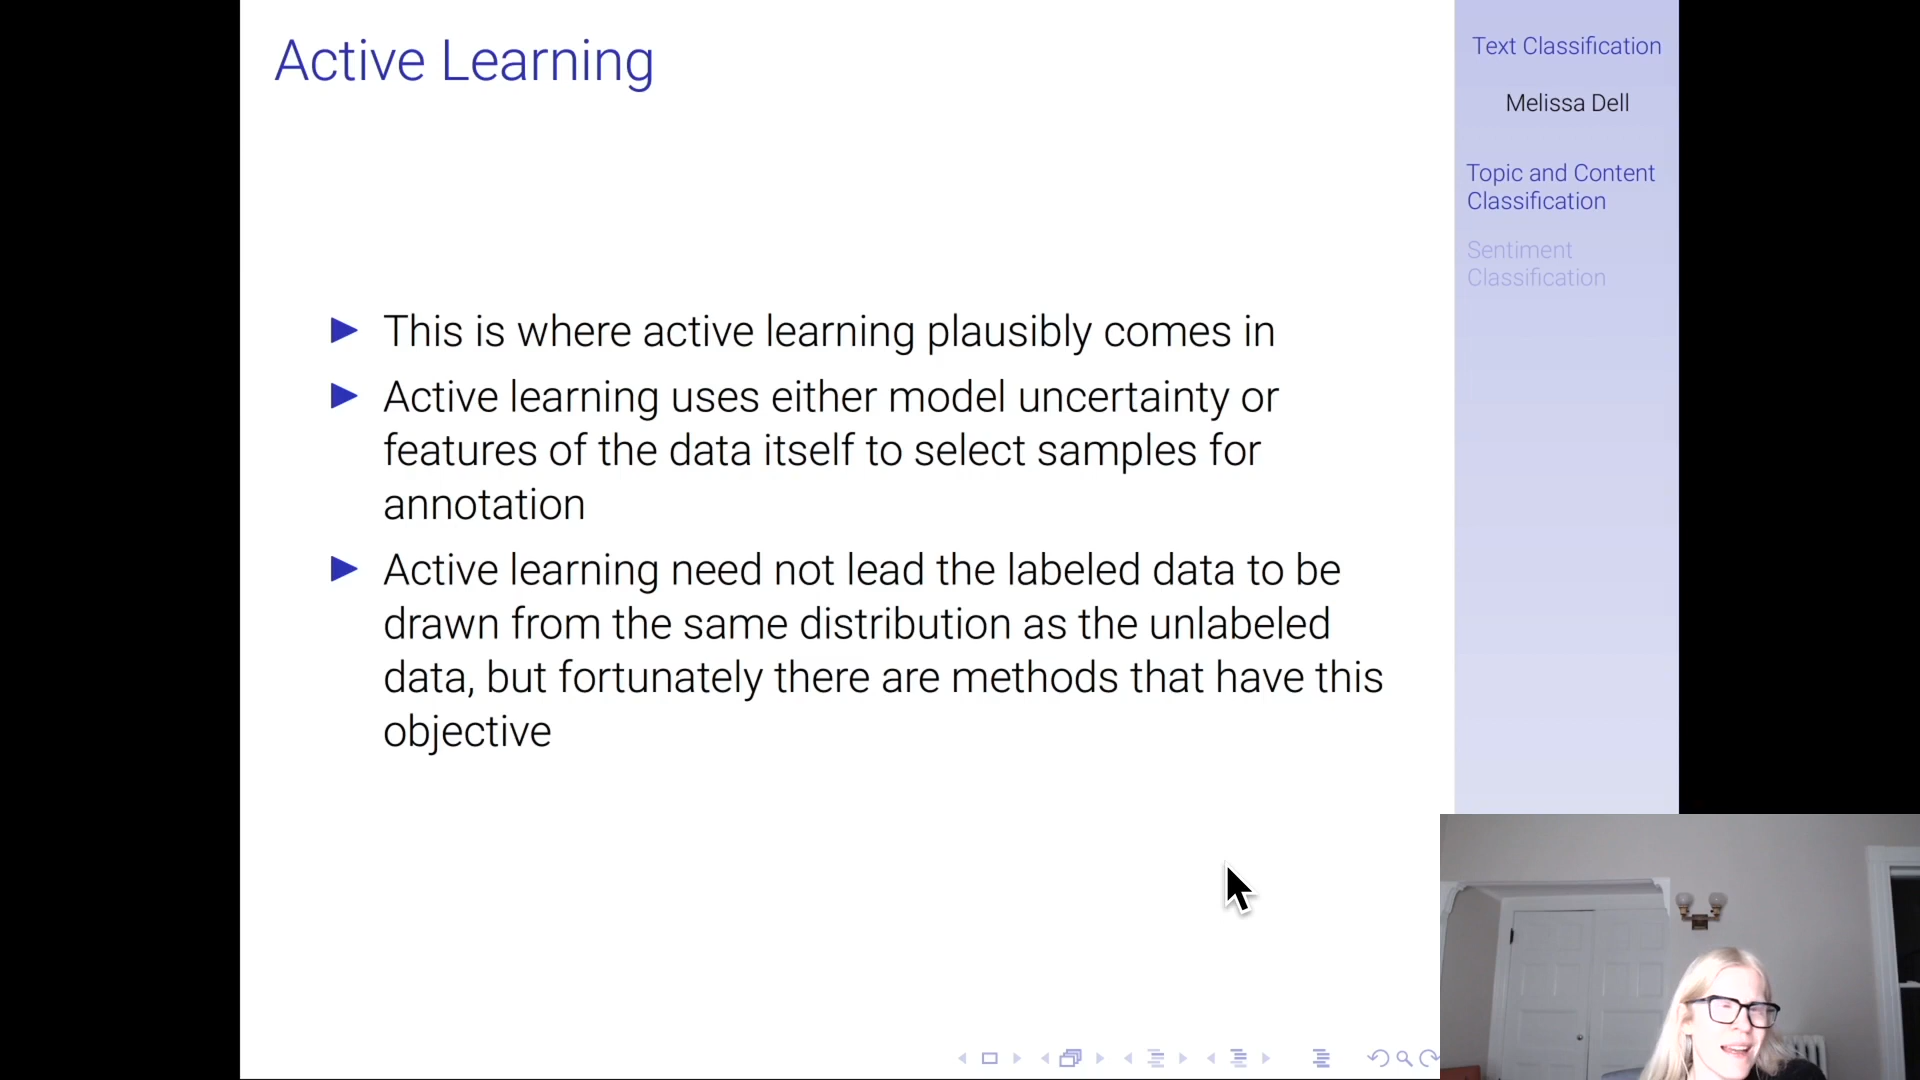 Active Learning
This is where active learning plausibly comes in
Active learning uses either model uncertainty or
features of the data itself to select samples for
annotation
Active learning need not lead the labeled data to be
drawn from the same distribution as the unlabeled
data, but fortunately there are methods that have this
objective
Text Classification
Melissa Dell
Topic and Content
Classification
Sentiment
Classification